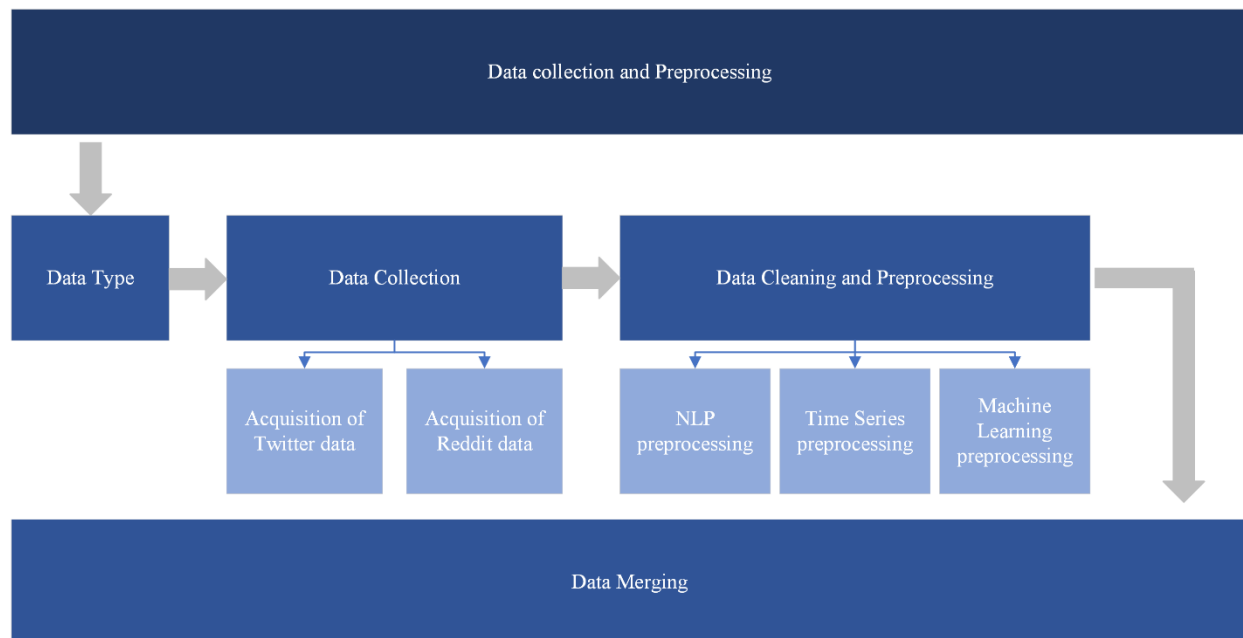 Data collection and Preprocessing
Data Type
Data Collection
Data Cleaning and Preprocessing
Acquisition of
Twitter data
Acquisition of
Reddit data
NLP
preprocessing
Time Series
preprocessing
Machine
Learning
preprocessing
Data Merging